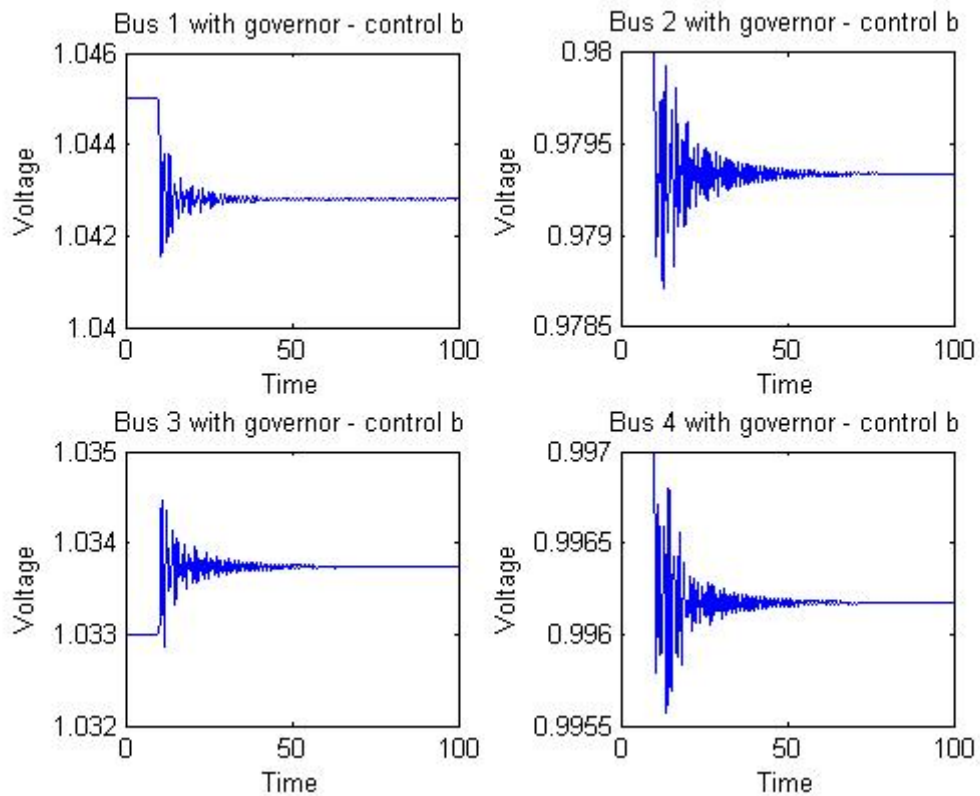 Bus 1 with governor - control b
1.046
1.044
1.042
1.04
Voltage
0
50
100
Time
Bus 2 with governor - control b
0.98
0.9795
0.979
0.9785
Voltage
0
50
100
Time
Bus 3 with governor - control b
1.035
1.034
1.033
1.032
Voltage
0
50
100
Time
Bus 4 with governor - control b
0.997
0.9965
0.996
0.9955
Voltage
0
50
100
Time